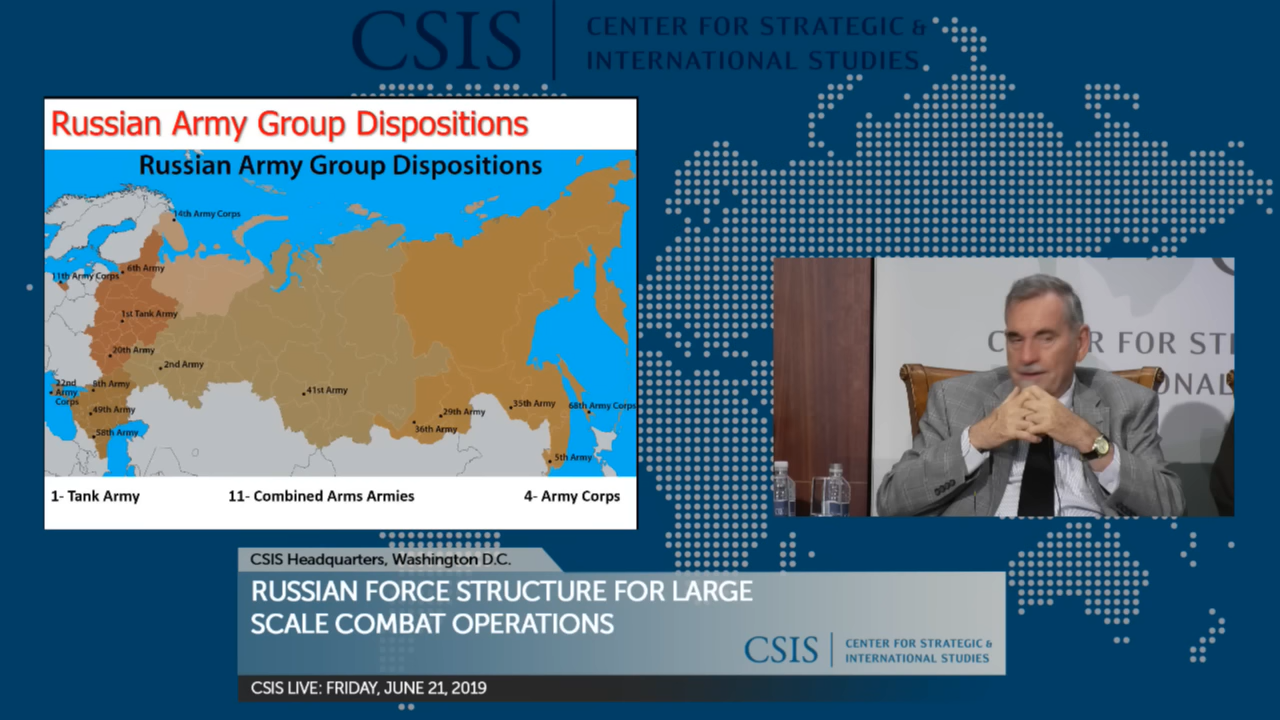 CSIS
CENTER FOR STRATEGIC &
INTERNATIONAL STUDIES
Russian Army Group Dispositions
Russian Army Group Dispositions
14th Army Corps
11th Army Corps
6th Army
1st Tank Army
20th Army
2nd Army
22nd
Army
Corps
8th Army
49th Army
58th Army
41st Army
29th Army
36th Army
35th Army
68th Army Corps
5th Army
1- Tank Army
11- Combined Arms Armies
4- Army Corps
R FOR ST
ONAL
CSIS Headquarters, Washington D.C.
RUSSIAN FORCE STRUCTURE FOR LARGE
SCALE COMBAT OPERATIONS
CSIS
CENTER FOR STRATEGIC &
INTERNATIONAL STUDIES
CSIS LIVE: FRIDAY, JUNE 21, 2019